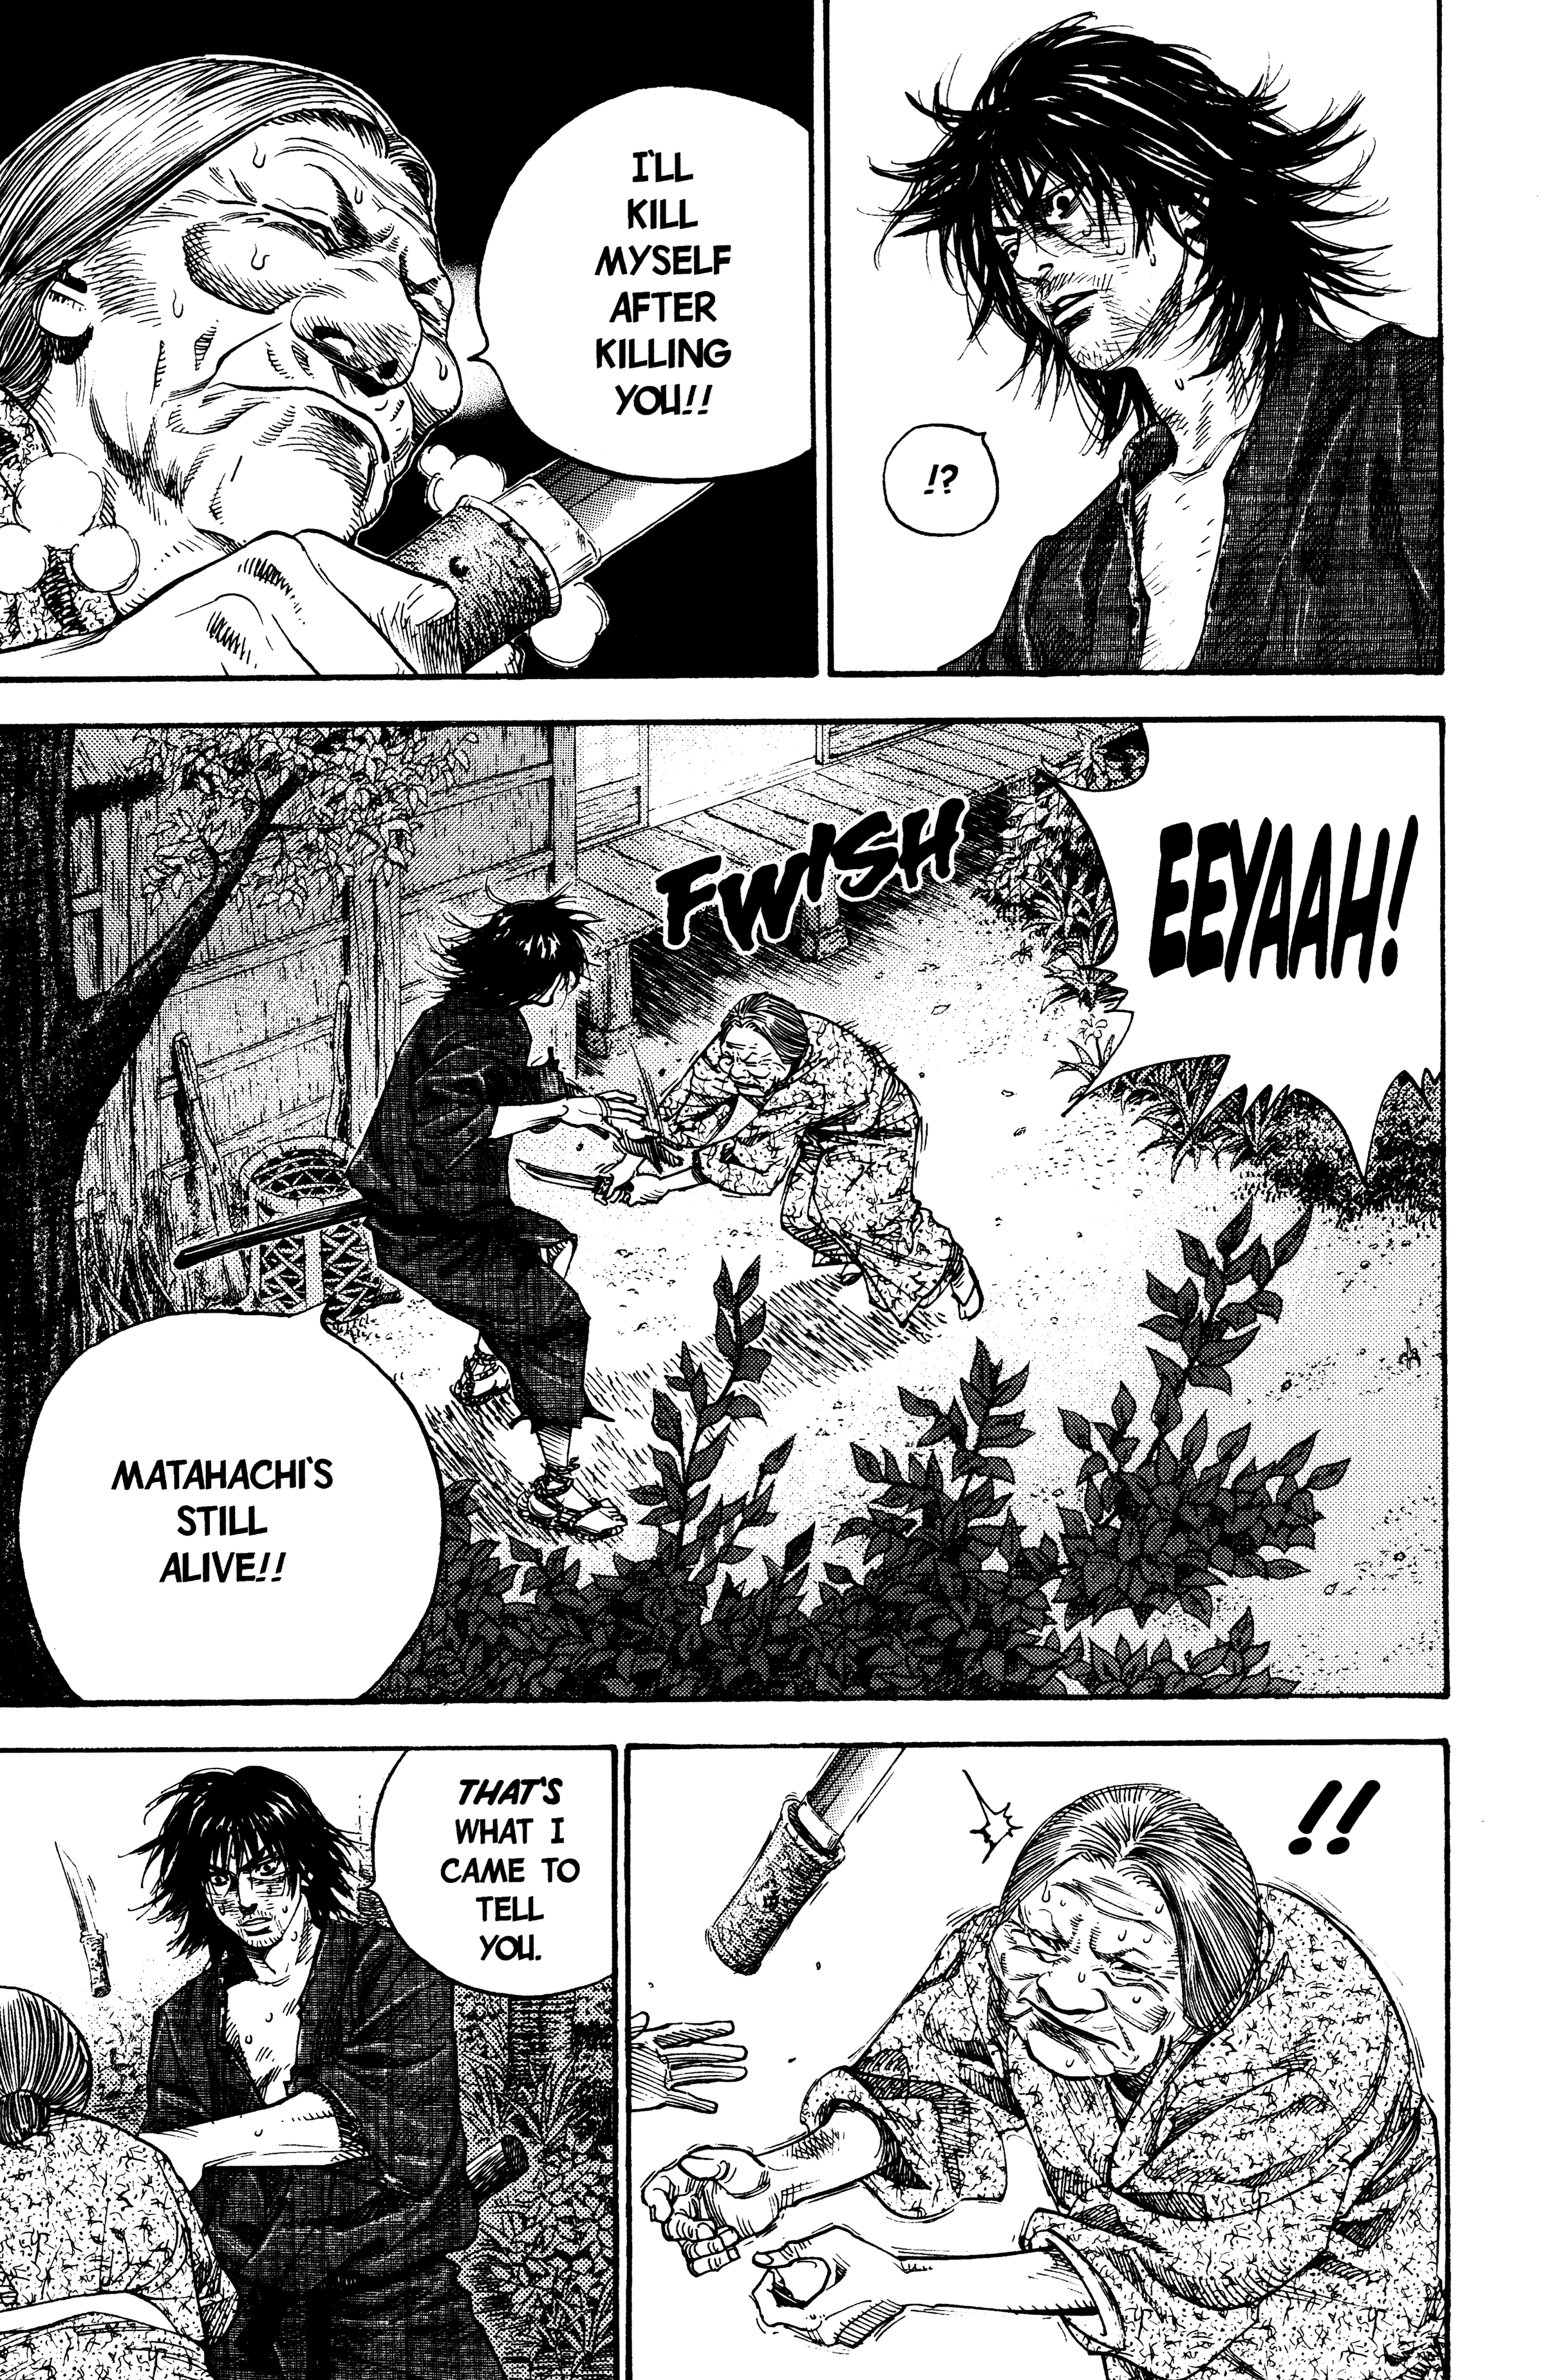 !?
I'LL
KILL
MYSELF
AFTER
KILLING
YOU!!
EEYAAH!
FWISH
MATAHACHI'S
STILL
ALIVE!!
!!
THAT'S
WHAT I
CAME TO
TELL
YOU.